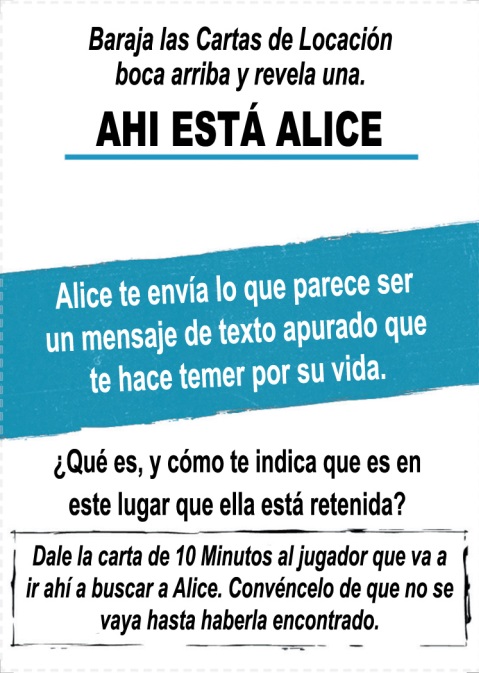 Baraja las Cartas de Locación
boca arriba y revela una.
AHI ESTÁ ALICE
Alice te envía lo que parece ser
un mensaje de texto apurado que
te hace temer por su vida.
¿Qué es, y cómo te indica que es en
este lugar que ella está retenida?
Dale la carta de 10 Minutos al jugador que va a
ir ahí a buscar a Alice. Convéncelo de que no se
vaya hasta haberla encontrado.